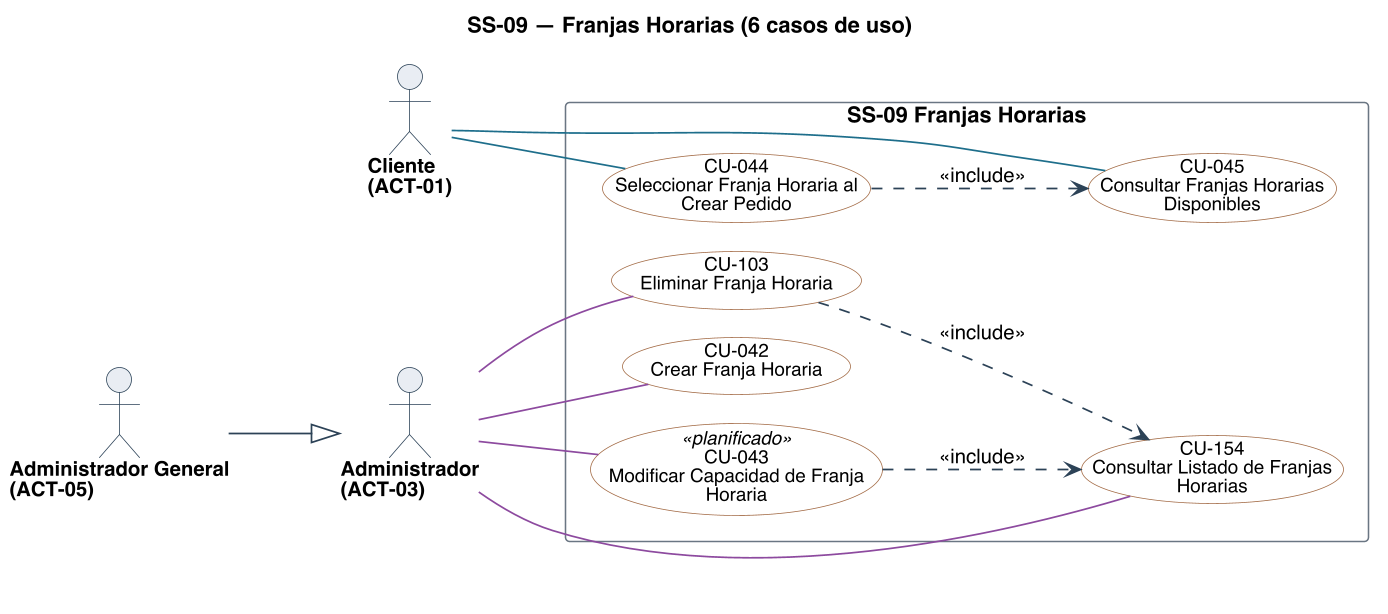 SS-09 — Franjas Horarias (6 casos de uso)
SS-09 Franjas Horarias
Cliente
(ACT-01)
CU-044
Seleccionar Franja Horaria al
Crear Pedido
«include»
CU-045
Consultar Franjas Horarias
Disponibles
CU-103
Eliminar Franja Horaria
«include»
CU-042
Crear Franja Horaria
Administrador General
(ACT-05)
Administrador
(ACT-03)
«planificado»
CU-043
Modificar Capacidad de Franja
Horaria
«include»
CU-154
Consultar Listado de Franjas
Horarias